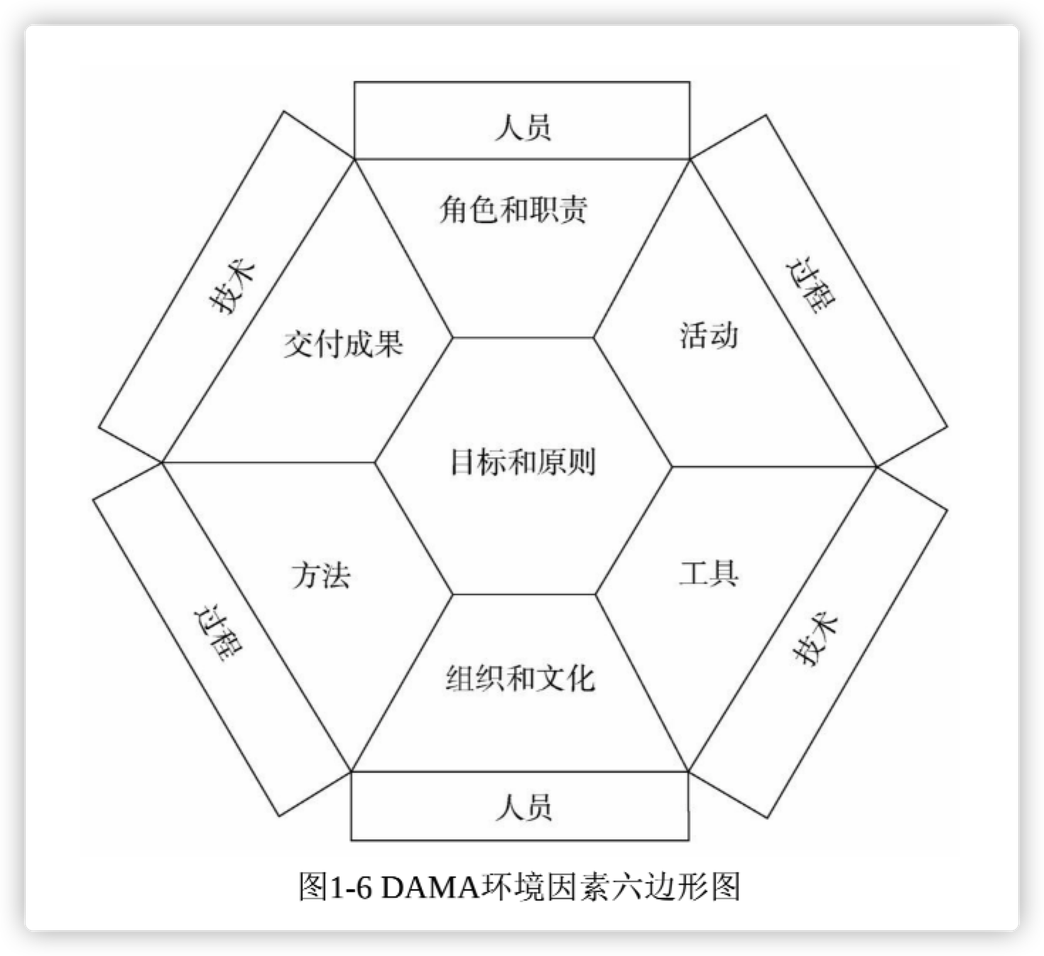 人员
角色和职责
技术
过程
交付成果
活动
目标和原则
方法
工具
过程
技术
组织和文化
人员
图1-6 DAMA环境因素六边形图